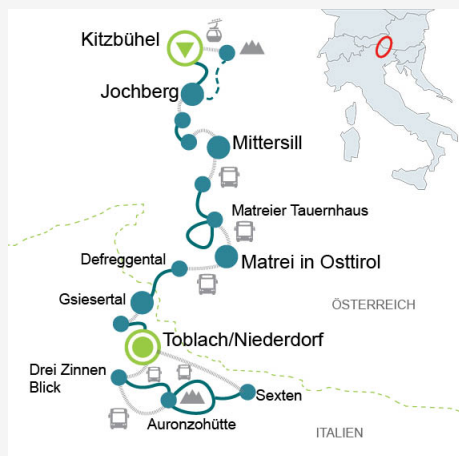 Kitzbühel
Jochberg
Mittersill
Matreier Tauernhaus
Defreggental
Matrei in Osttirol
Gsiesertal
ÖSTERREICH
Toblach/Niederdorf
Drei Zinnen
Blick
Sexten
Auronzohütte
ITALIEN